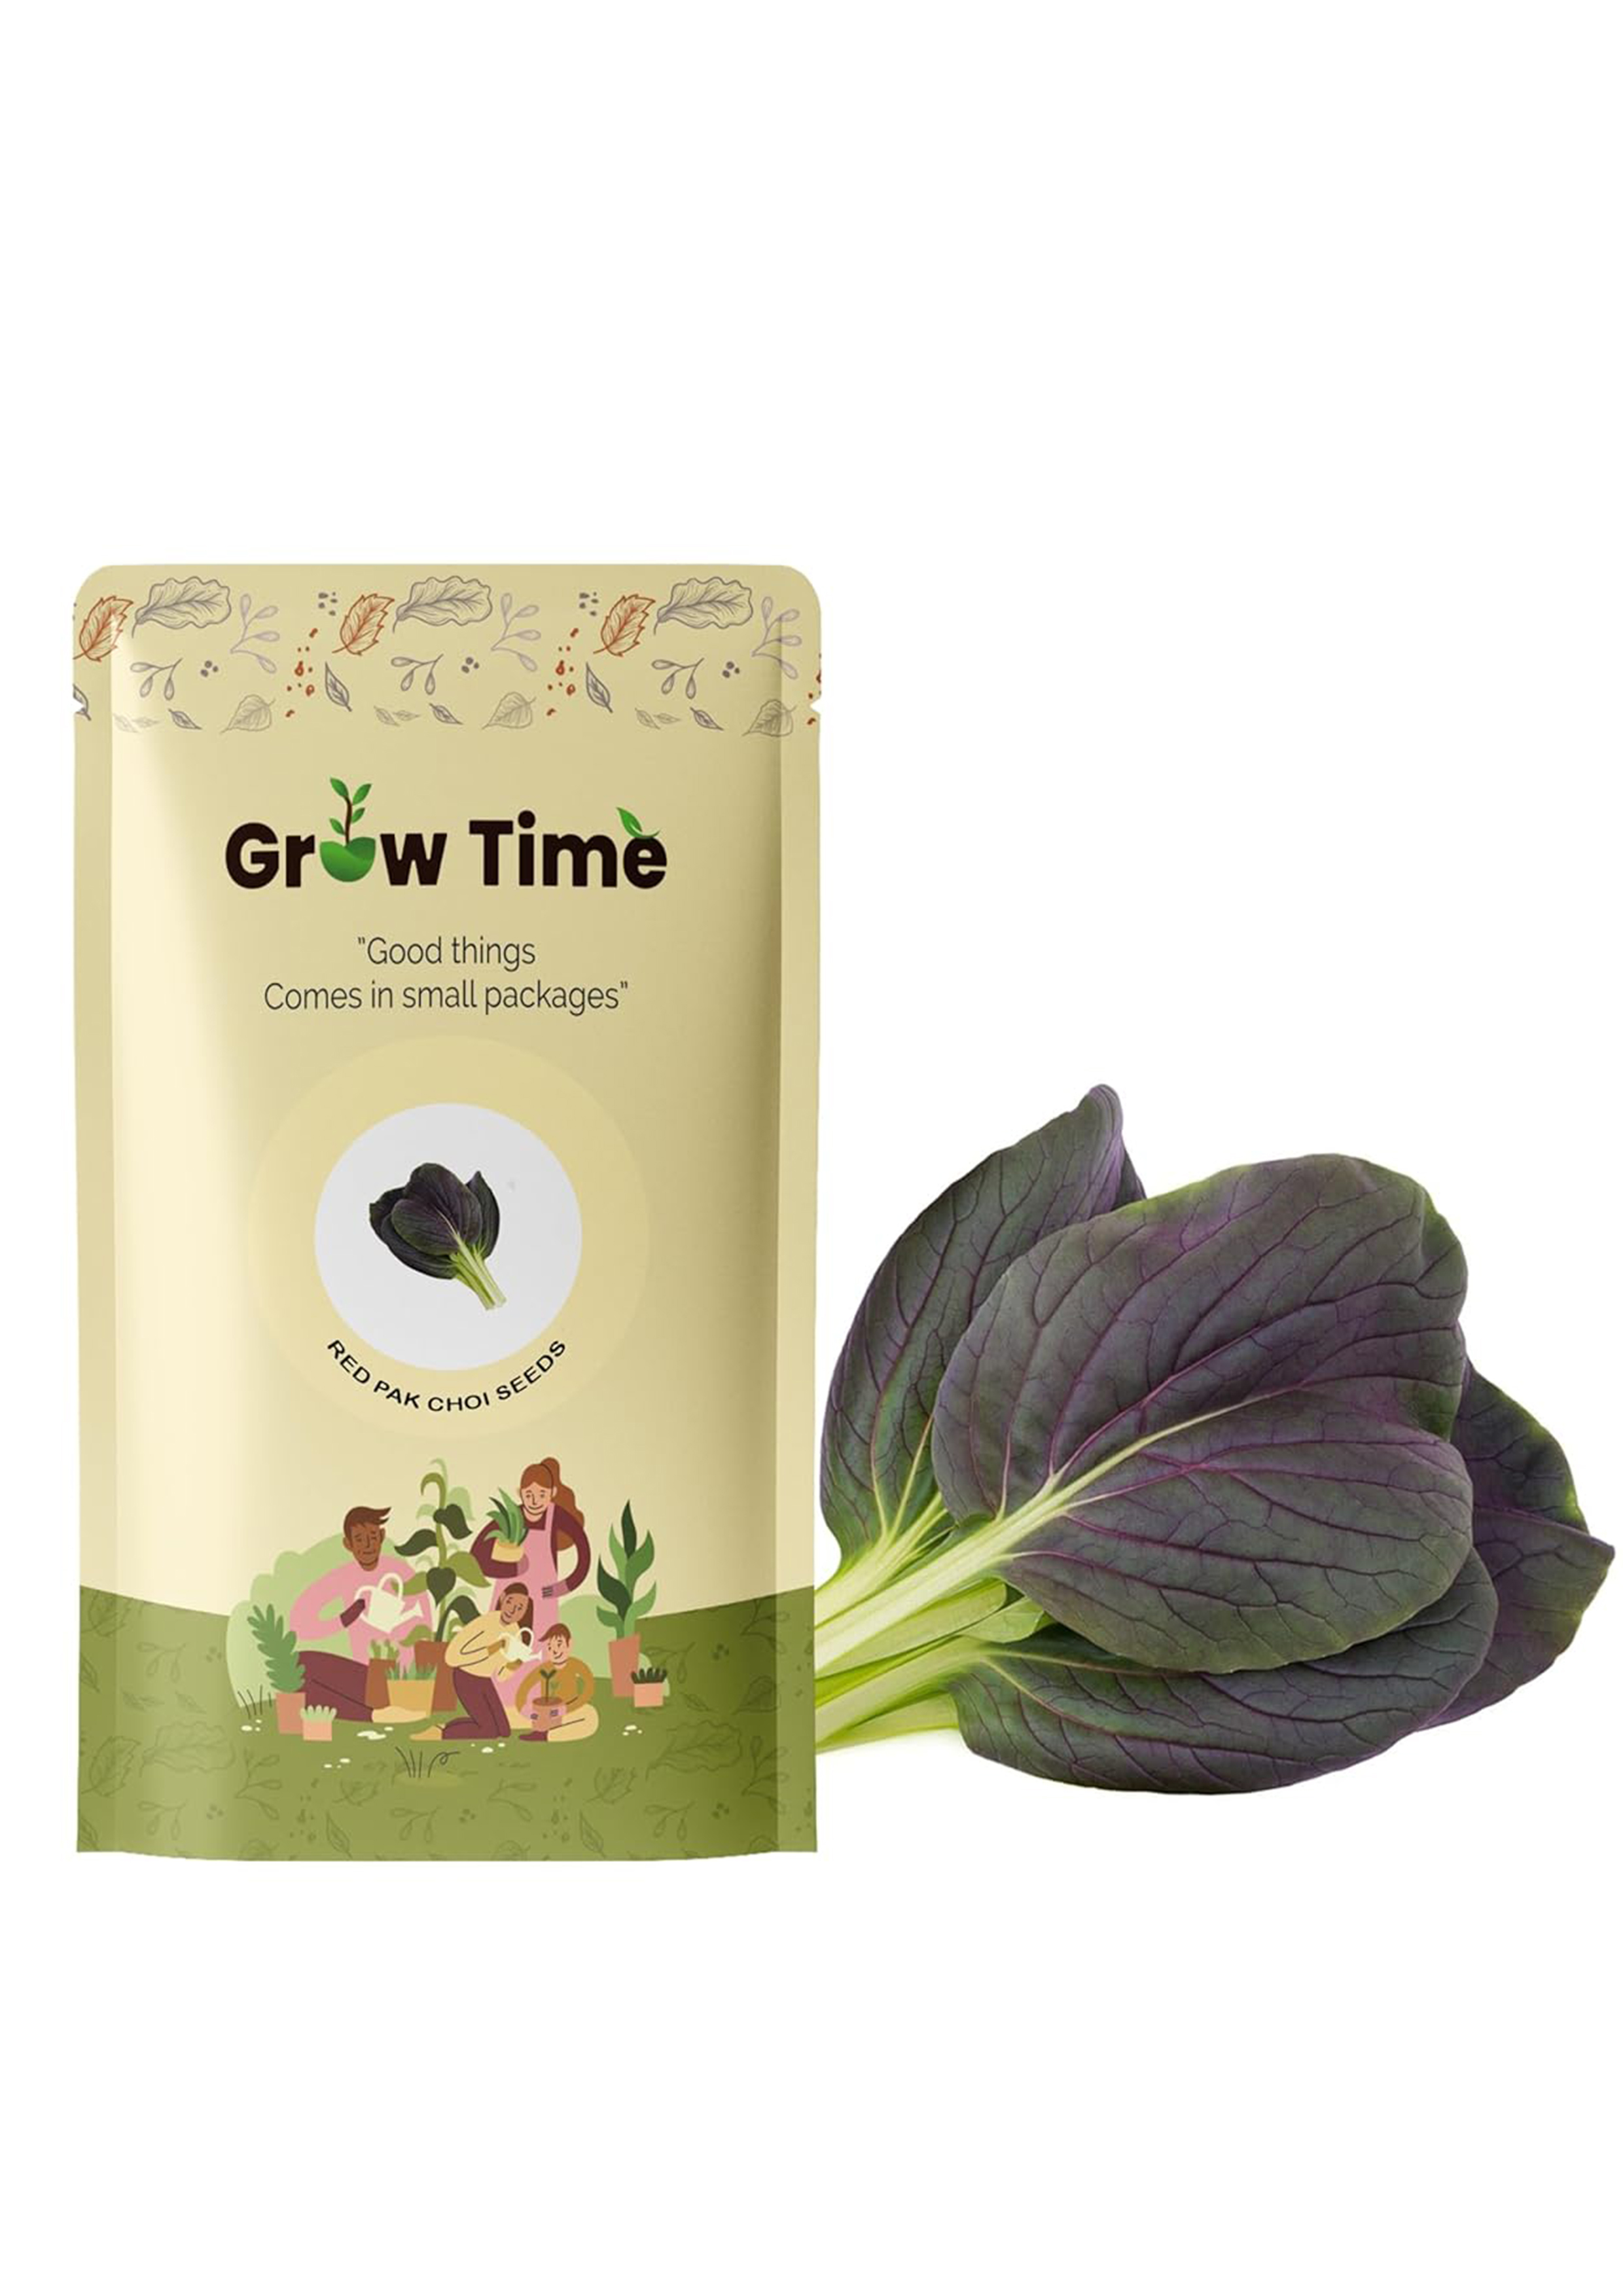 Grow Time
"Good things
Comes in small packages"
RED PAK CHOI SEEDS